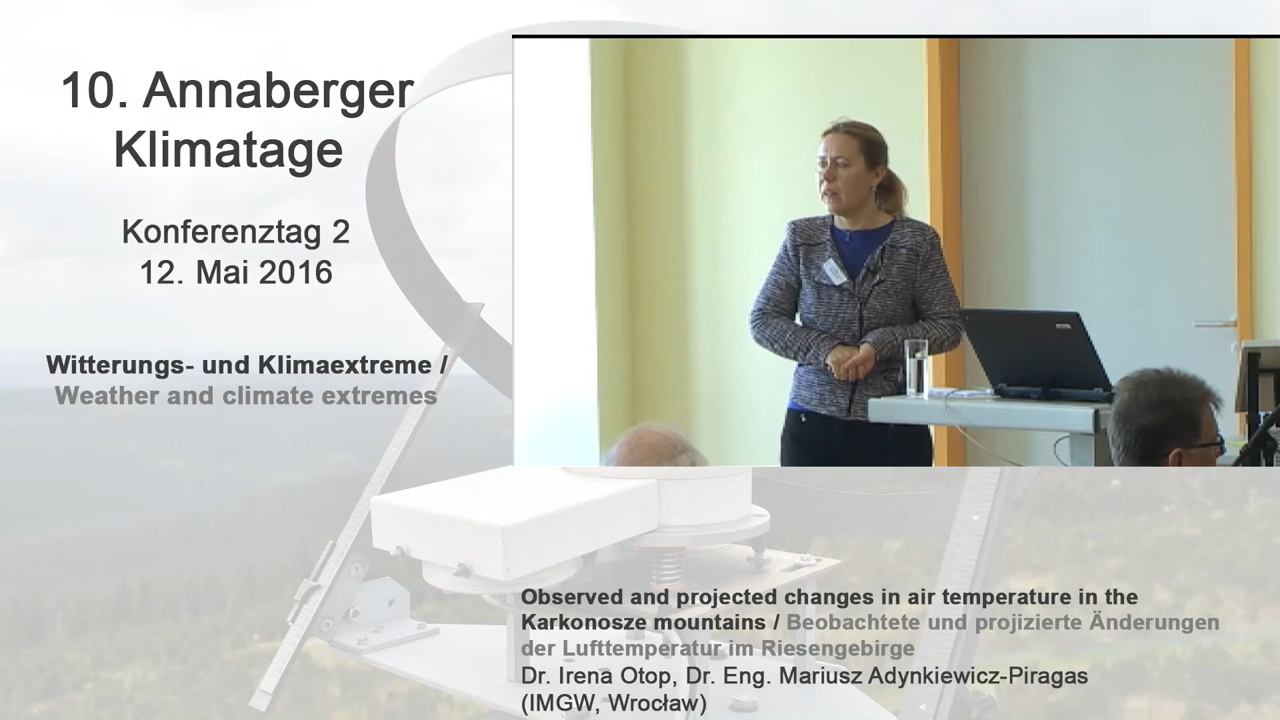 10. Annaberger
Klimatage
Konferenztag 2
12. Mai 2016
Witterungs- und Klimaextreme /
Weather and climate extremes
Observed and projected changes in air temperature in the
Karkonosze mountains / Beobachtete und projizierte Änderungen
der Lufttemperatur im Riesengebirge
Dr. Irena Otop, Dr. Eng. Mariusz Adynkiewicz-Piragas
(IMGW, Wrocław)